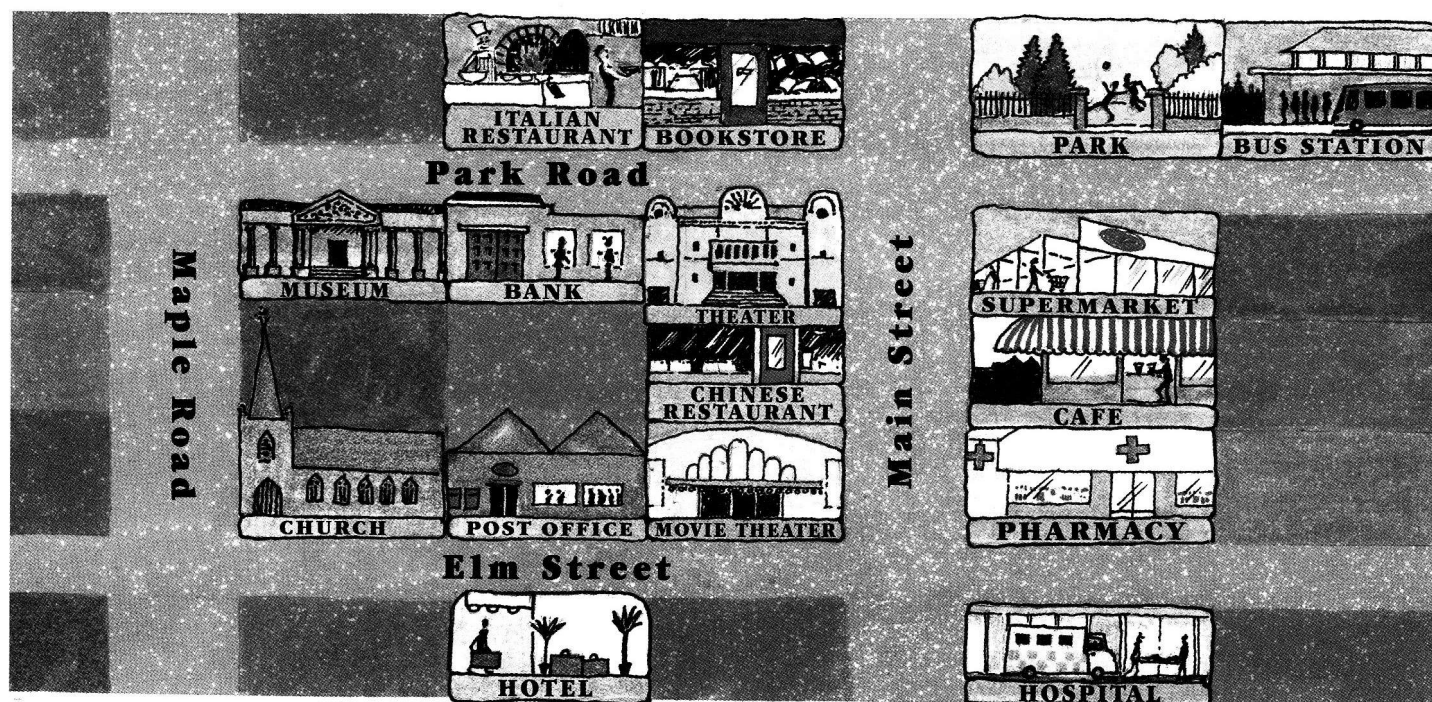 ITALIAN
RESTAURANT
BOOKSTORE
PARK
BUS STATION
Park Road
MUSEUM
BANK
THEATER
SUPERMARKET
Maple Road
Main Street
CHINESE
RESTAURANT
CAFE
CHURCH
POST OFFICE
MOVIE THEATER
PHARMACY
Elm Street
HOTEL
HOSPITAL